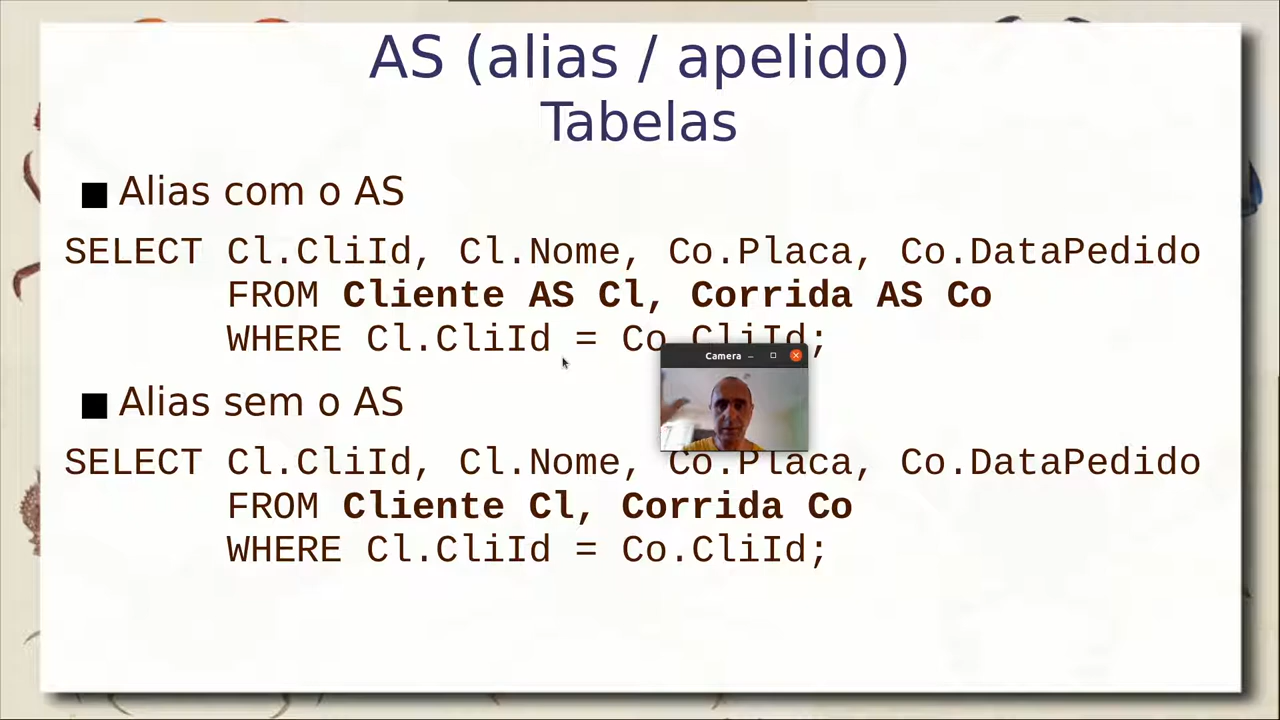 AS (alias / apelido)
Tabelas
Alias com o AS
SELECT Cl.CliId, Cl.Nome, Co.Placa, Co.DataPedido
FROM Cliente AS Cl, Corrida AS Co
WHERE Cl.CliId = Co.CliId;
Camera
Alias sem o AS
SELECT Cl.CliId, Cl.Nome, Co.Placa, Co.DataPedido
FROM Cliente Cl, Corrida Co
WHERE Cl.CliId = Co.CliId;